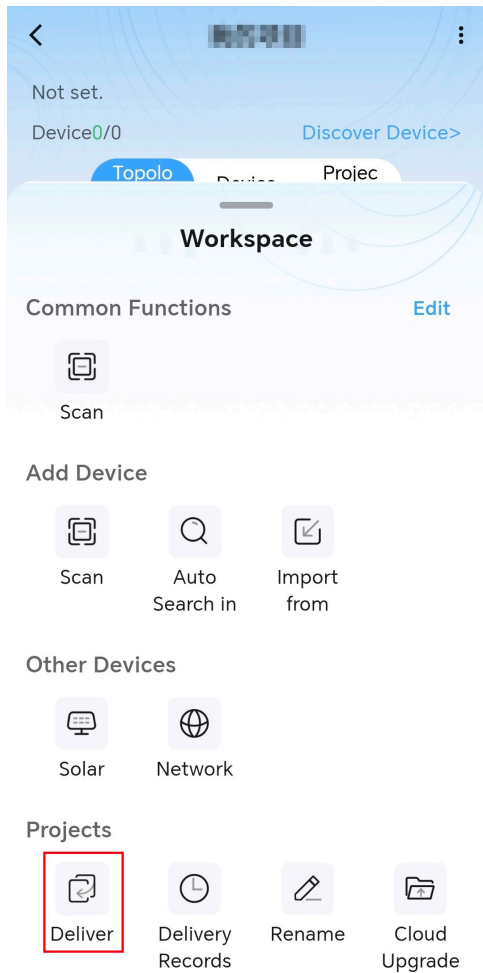 Not set.
Device0/0 Discover Device>
Topolo Projec
Workspace
Common Functions Edit
Scan
Add Device
Scan Auto Import
Search in from
Other Devices
Solar Network
Projects
Deliver Delivery Rename Cloud
Records Upgrade